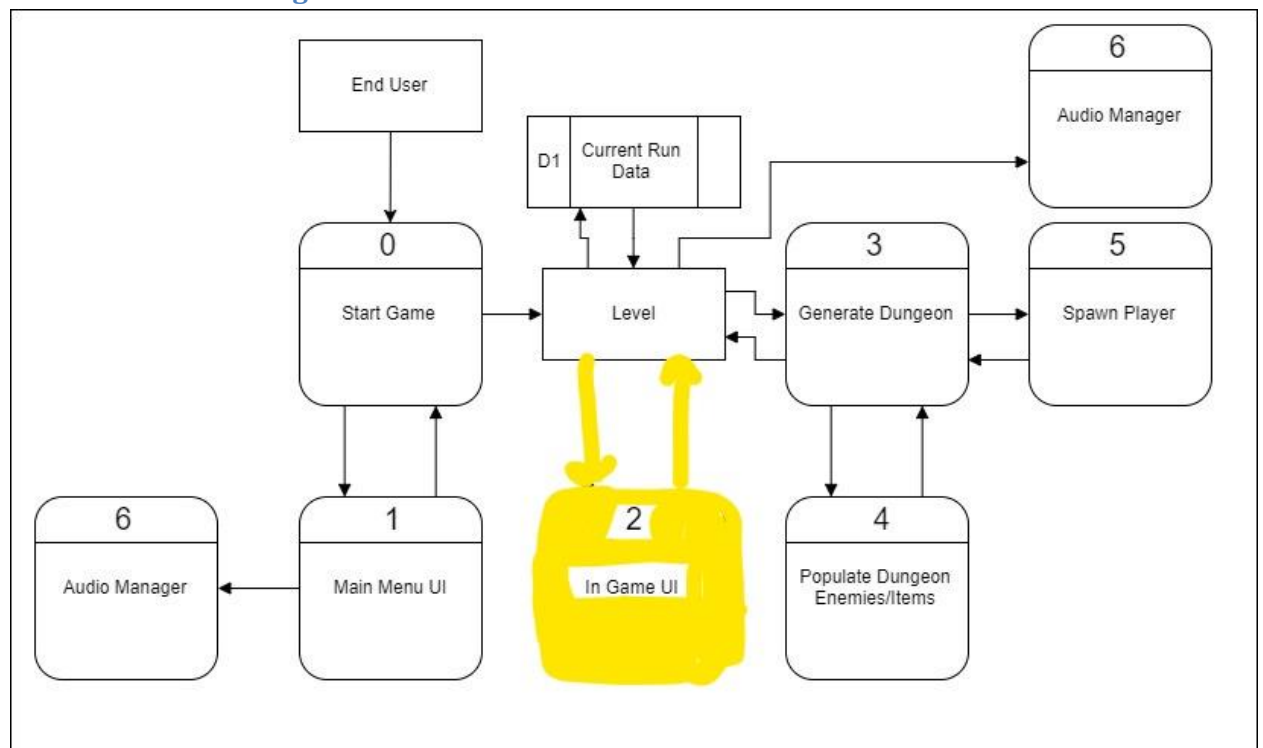 End User
6
Audio Manager
D1
Current Run
Data
0
Start Game
Level
3
Generate Dungeon
5
Spawn Player
6
Audio Manager
1
Main Menu UI
2
In Game UI
4
Populate Dungeon
Enemies/Items